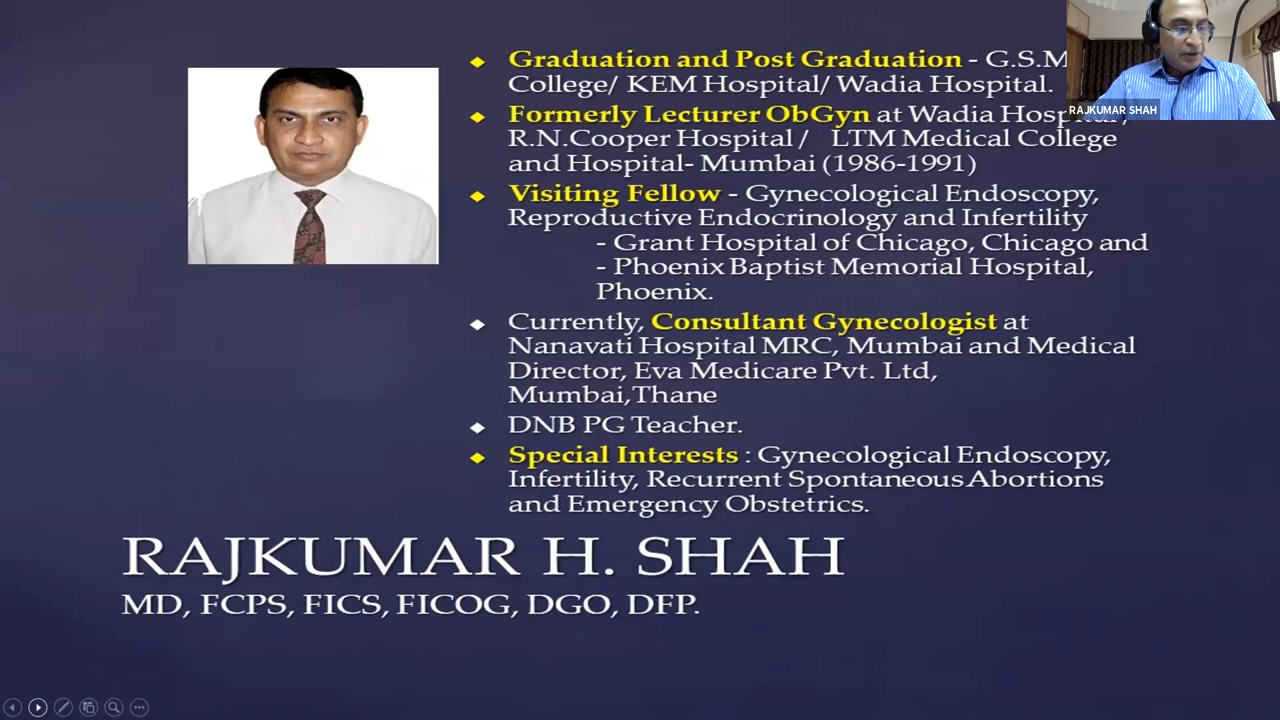 Graduation and Post Graduation - G.S.M
College/ KEM Hospital/ Wadia Hospital.
RAJKUMAR SHAH
Formerly Lecturer ObGyn at Wadia
R.N.Cooper Hospital / LTM Medical College
and Hospital- Mumbai (1986-1991)
Visiting Fellow - Gynecological Endoscopy,
Reproductive Endocrinology and Infertility
- Grant Hospital of Chicago, Chicago and
- Phoenix Baptist Memorial Hospital,
Phoenix.
Currently, Consultant Gynecologist at
Nanavati Hospital MRC, Mumbai and Medical
Director, Eva Medicare Pvt. Ltd,
Mumbai,Thane
DNB PG Teacher.
Special Interests : Gynecological Endoscopy,
Infertility, Recurrent Spontaneous Abortions
and Emergency Obstetrics.
RAJKUMAR H. SHAH
MD, FCPS, FICS, FICOG, DGO, DFP.